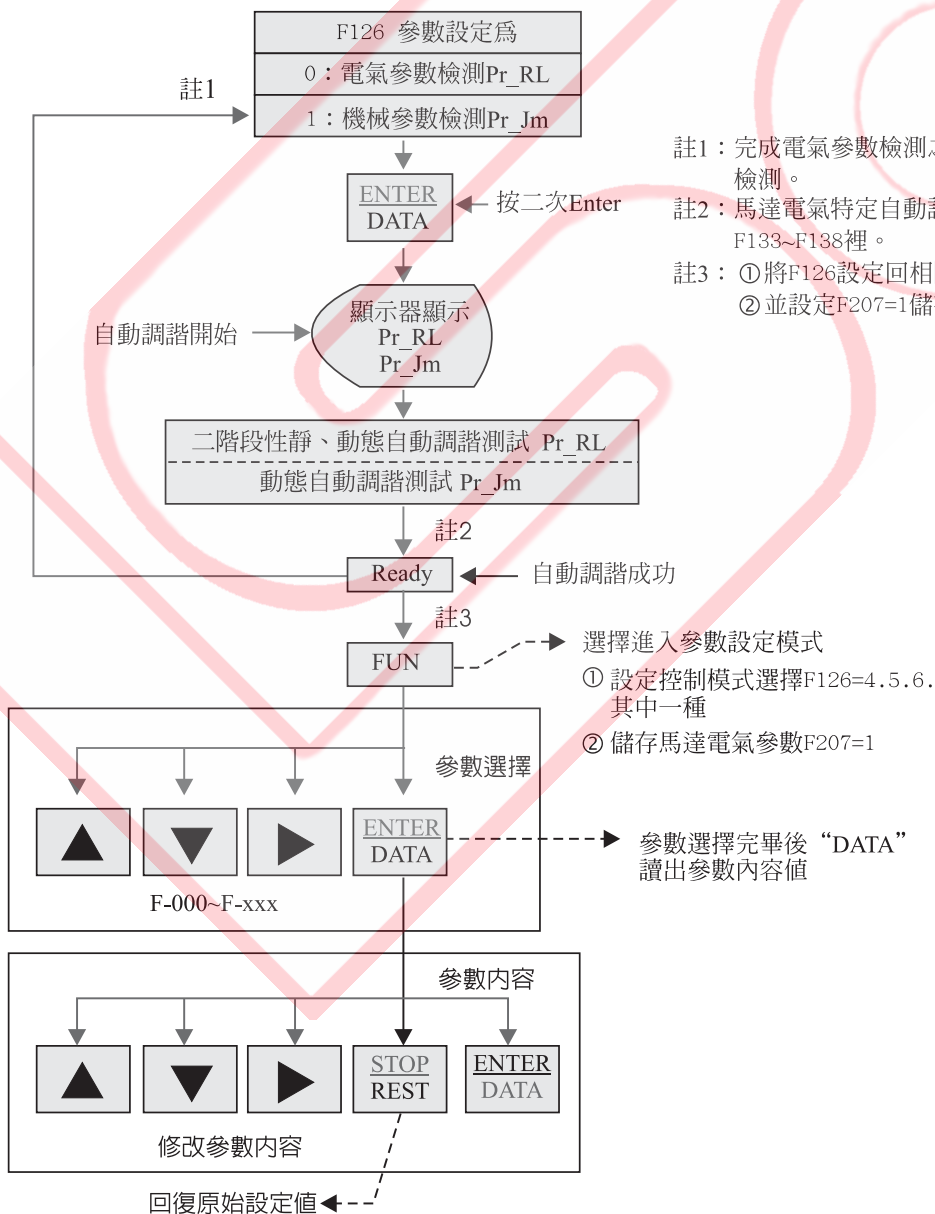 F126 參數設定爲
0：電氣參數檢測Pr_RL
1：機械參數檢測Pr_Jm
註1
註1：完成電氣參數檢測
檢測。
註2：馬達電氣特定自動
F133~F138裡。
註3：①將F126設定回相
②並設定F207=1儲
ENTER
DATA
按二次Enter
自動調諧開始
顯示器顯示
Pr_RL
Pr_Jm
二階段性靜、動態自動調諧測試 Pr_RL
動態自動調諧測試 Pr_Jm
註2
Ready
自動調諧成功
註3
FUN
選擇進入參數設定模式
① 設定控制模式選擇F126=4.5.6.
其中一種
② 儲存馬達電氣參數F207=1
參數選擇
ENTER
DATA
參數選擇完畢後“DATA”
讀出參數內容值
F-000~F-xxx
參數内容
STOP
REST
ENTER
DATA
修改參數内容
回復原始設定值